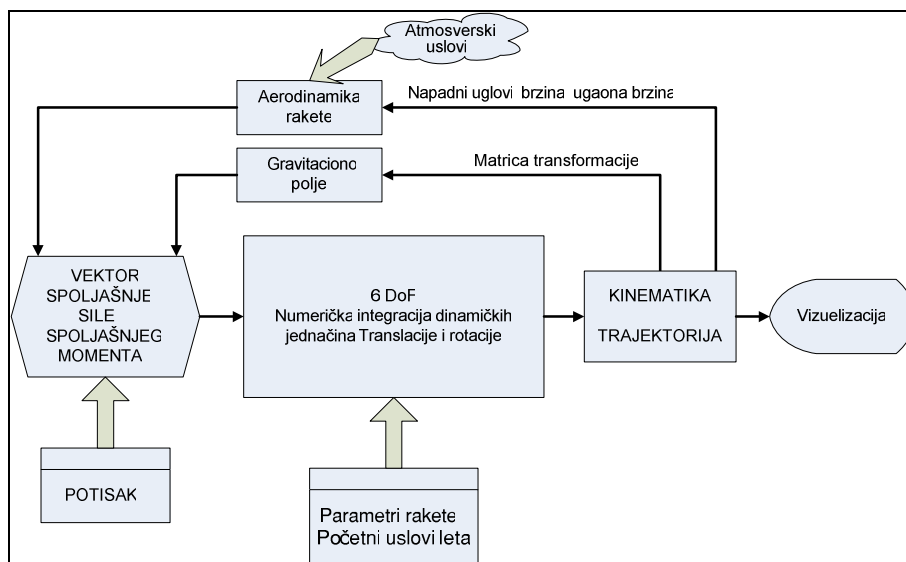 Atmosverski
uslovi
Aerodinamika
rakete
Napadni uglovi brzina ugaona brzina
Gravitaciono
polje
Matrica transformacije
VEKTOR
SPOLJAŠNJE
SILE
SPOLJAŠNJEG
MOMENTA
6 DoF
Numerička integracija dinamičkih
jednačina Translacije i rotacije
KINEMATIKA
TRAJEKTORIJA
Vizuelizacija
POTISAK
Parametri rakete
Početni uslovi leta